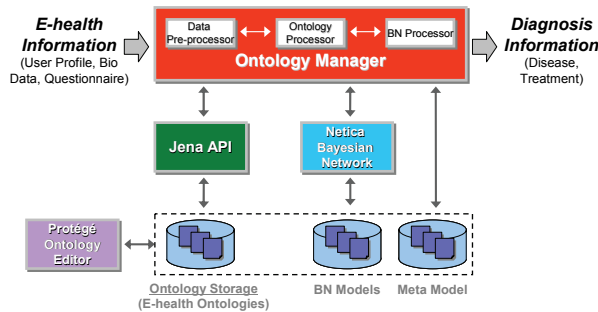 E-health
Information
(User Profile, Bio
Data, Questionnaire)
Data
Pre-processor
Ontology
Processor
BN Processor
Ontology Manager
Diagnosis
Information
(Disease,
Treatment)
Jena API
Netica
Bayesian
Network
Protégé
Ontology
Editor
Ontology Storage
(E-health Ontologies)
BN Models
Meta Model